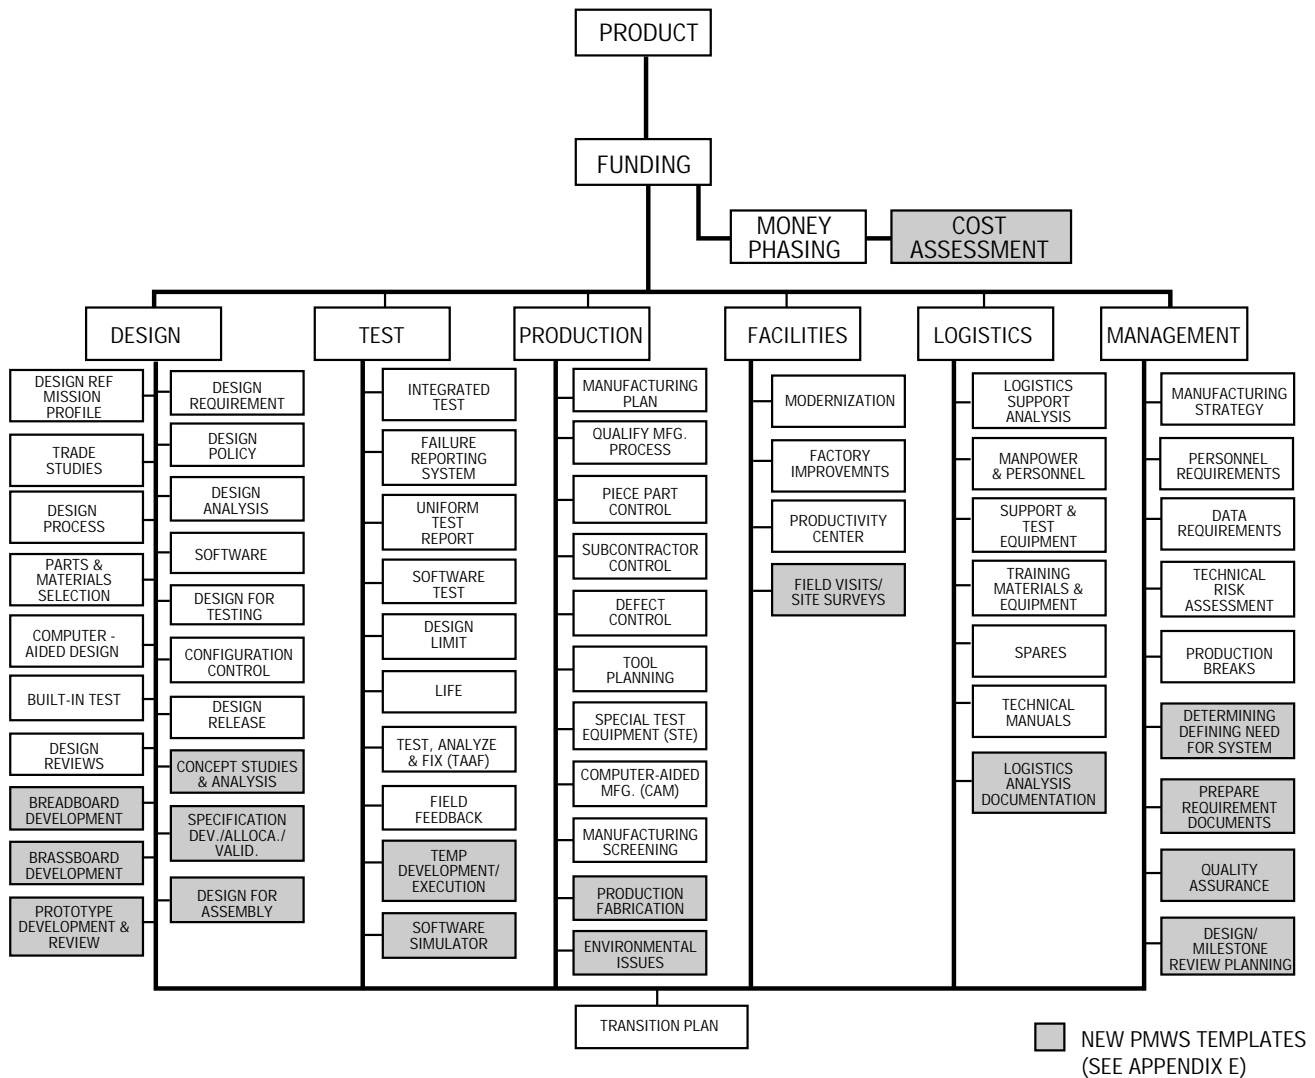 PRODUCT
FUNDING
MONEY
PHASING
COST
ASSESSMENT
DESIGN
TEST
PRODUCTION
FACILITIES
LOGISTICS
MANAGEMENT
DESIGN REF
MISSION
PROFILE
TRADE
STUDIES
DESIGN
PROCESS
PARTS &
MATERIALS
SELECTION
COMPUTER -
AIDED DESIGN
BUILT-IN TEST
DESIGN
REVIEWS
BREADBOARD
DEVELOPMENT
BRASSBOARD
DEVELOPMENT
PROTOTYPE
DEVELOPMENT &
REVIEW
DESIGN
REQUIREMENT
DESIGN
POLICY
DESIGN
ANALYSIS
SOFTWARE
DESIGN FOR
TESTING
CONFIGURATION
CONTROL
DESIGN
RELEASE
CONCEPT STUDIES
& ANALYSIS
SPECIFICATION
DEV./ALLOCA./
VALID.
DESIGN FOR
ASSEMBLY
INTEGRATED
TEST
FAILURE
REPORTING
SYSTEM
UNIFORM
TEST
REPORT
SOFTWARE
TEST
DESIGN
LIMIT
LIFE
TEST, ANALYZE
& FIX (TAAF)
FIELD
FEEDBACK
TEMP
DEVELOPMENT/
EXECUTION
SOFTWARE
SIMULATOR
MANUFACTURING
PLAN
QUALIFY MFG.
PROCESS
PIECE PART
CONTROL
SUBCONTRACTOR
CONTROL
DEFECT
CONTROL
TOOL
PLANNING
SPECIAL TEST
EQUIPMENT (STE)
COMPUTER-AIDED
MFG. (CAM)
MANUFACTURING
SCREENING
PRODUCTION
FABRICATION
ENVIRONMENTAL
ISSUES
MODERNIZATION
FACTORY
IMPROVEMNTS
PRODUCTIVITY
CENTER
FIELD VISITS/
SITE SURVEYS
LOGISTICS
SUPPORT
ANALYSIS
MANPOWER
& PERSONNEL
SUPPORT &
TEST
EQUIPMENT
TRAINING
MATERIALS &
EQUIPMENT
SPARES
TECHNICAL
MANUALS
LOGISTICS
ANALYSIS
DOCUMENTATION
MANUFACTURING
STRATEGY
PERSONNEL
REQUIREMENTS
DATA
REQUIREMENTS
TECHNICAL
RISK
ASSESSMENT
PRODUCTION
BREAKS
DETERMINING
DEFINING NEED
FOR SYSTEM
PREPARE
REQUIREMENT
DOCUMENTS
QUALITY
ASSURANCE
DESIGN/
MILESTONE
REVIEW PLANNING
TRANSITION PLAN
NEW PMWS TEMPLATES
(SEE APPENDIX E)